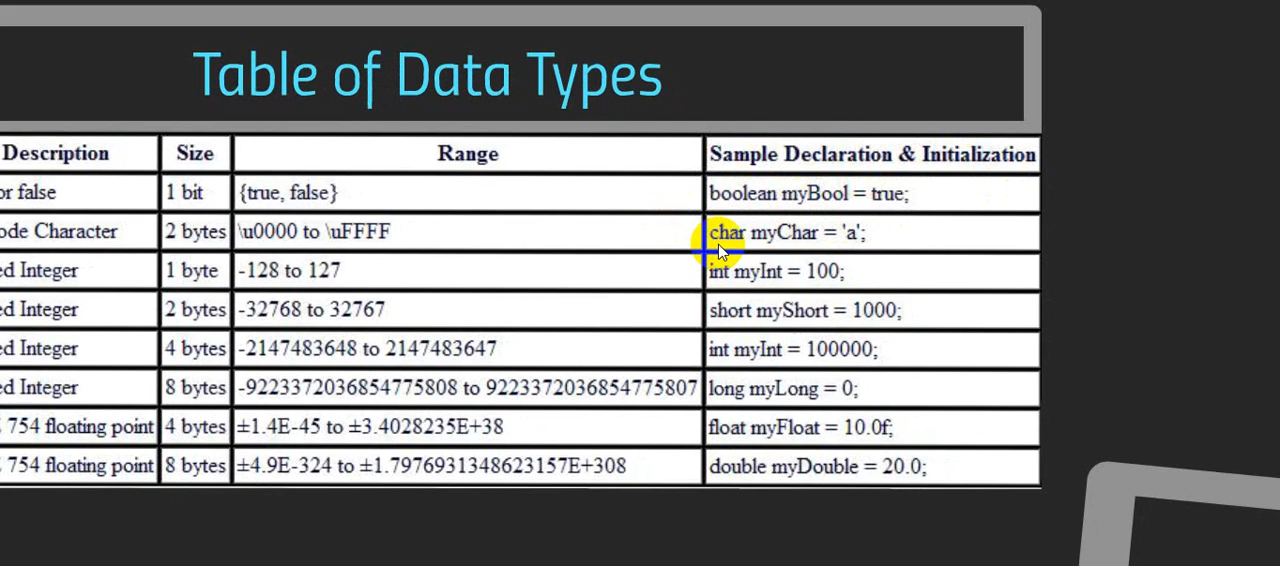 Table of Data Types
Description Size Range Sample Declaration & Initialization
or false 1 bit {true, false} boolean myBool = true;
ode Character 2 bytes \u0000 to \uFFFF char myChar = 'a';
ed Integer 1 byte -128 to 127 int myInt = 100;
ed Integer 2 bytes -32768 to 32767 short myShort = 1000;
ed Integer 4 bytes -2147483648 to 2147483647 int myInt = 100000;
ed Integer 8 bytes -9223372036854775808 to 9223372036854775807 long myLong = 0;
754 floating point 4 bytes ±1.4E-45 to ±3.4028235E+38 float myFloat = 10.0f;
754 floating point 8 bytes ±4.9E-324 to ±1.7976931348623157E+308 double myDouble = 20.0;